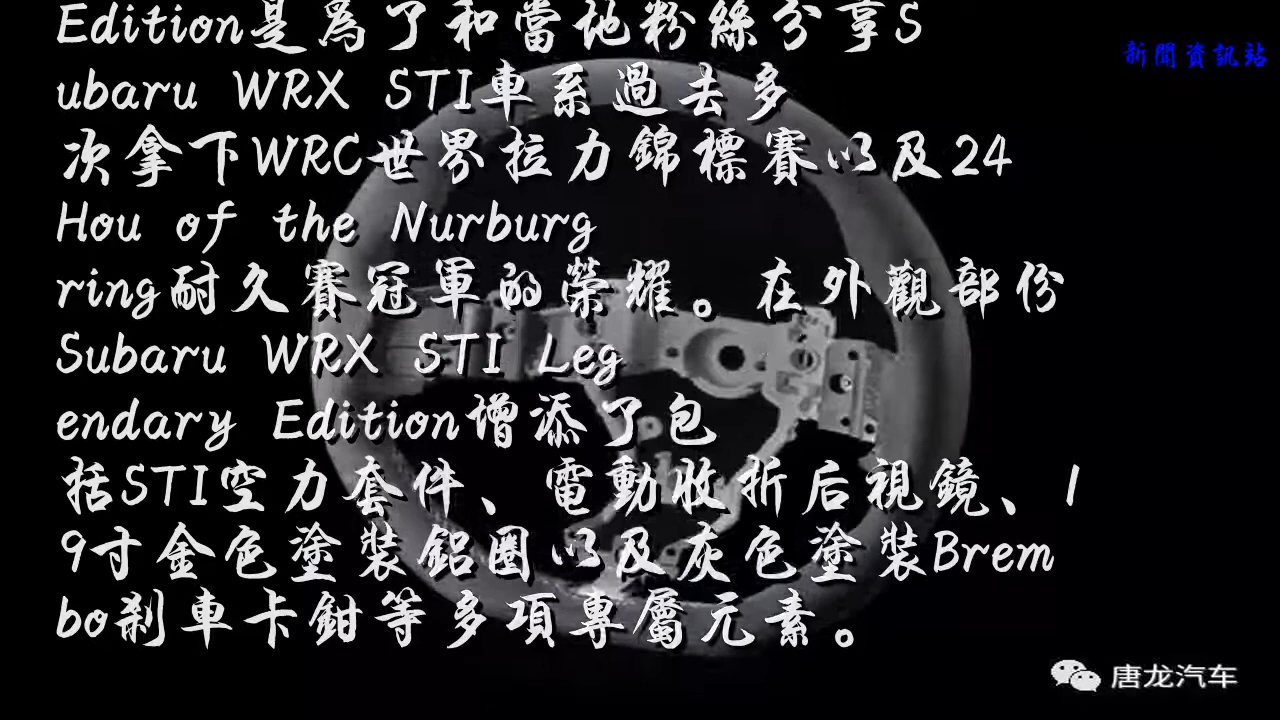 Edition是爲了和當地粉絲分享S
新聞資訊站
ubaru WRX STI車系過去多
次拿下WRC世界拉力錦標賽以及24
Hou of the Nurburg
ring耐久賽冠軍的榮耀。在外觀部份
Subaru WRX STI Leg
endary Edition增添了包
括STI空力套件、電動收折后視鏡、1
9寸金色塗裝鋁圈以及灰色塗裝Brem
bo剎車卡鉗等多項專屬元素。
唐龙汽车